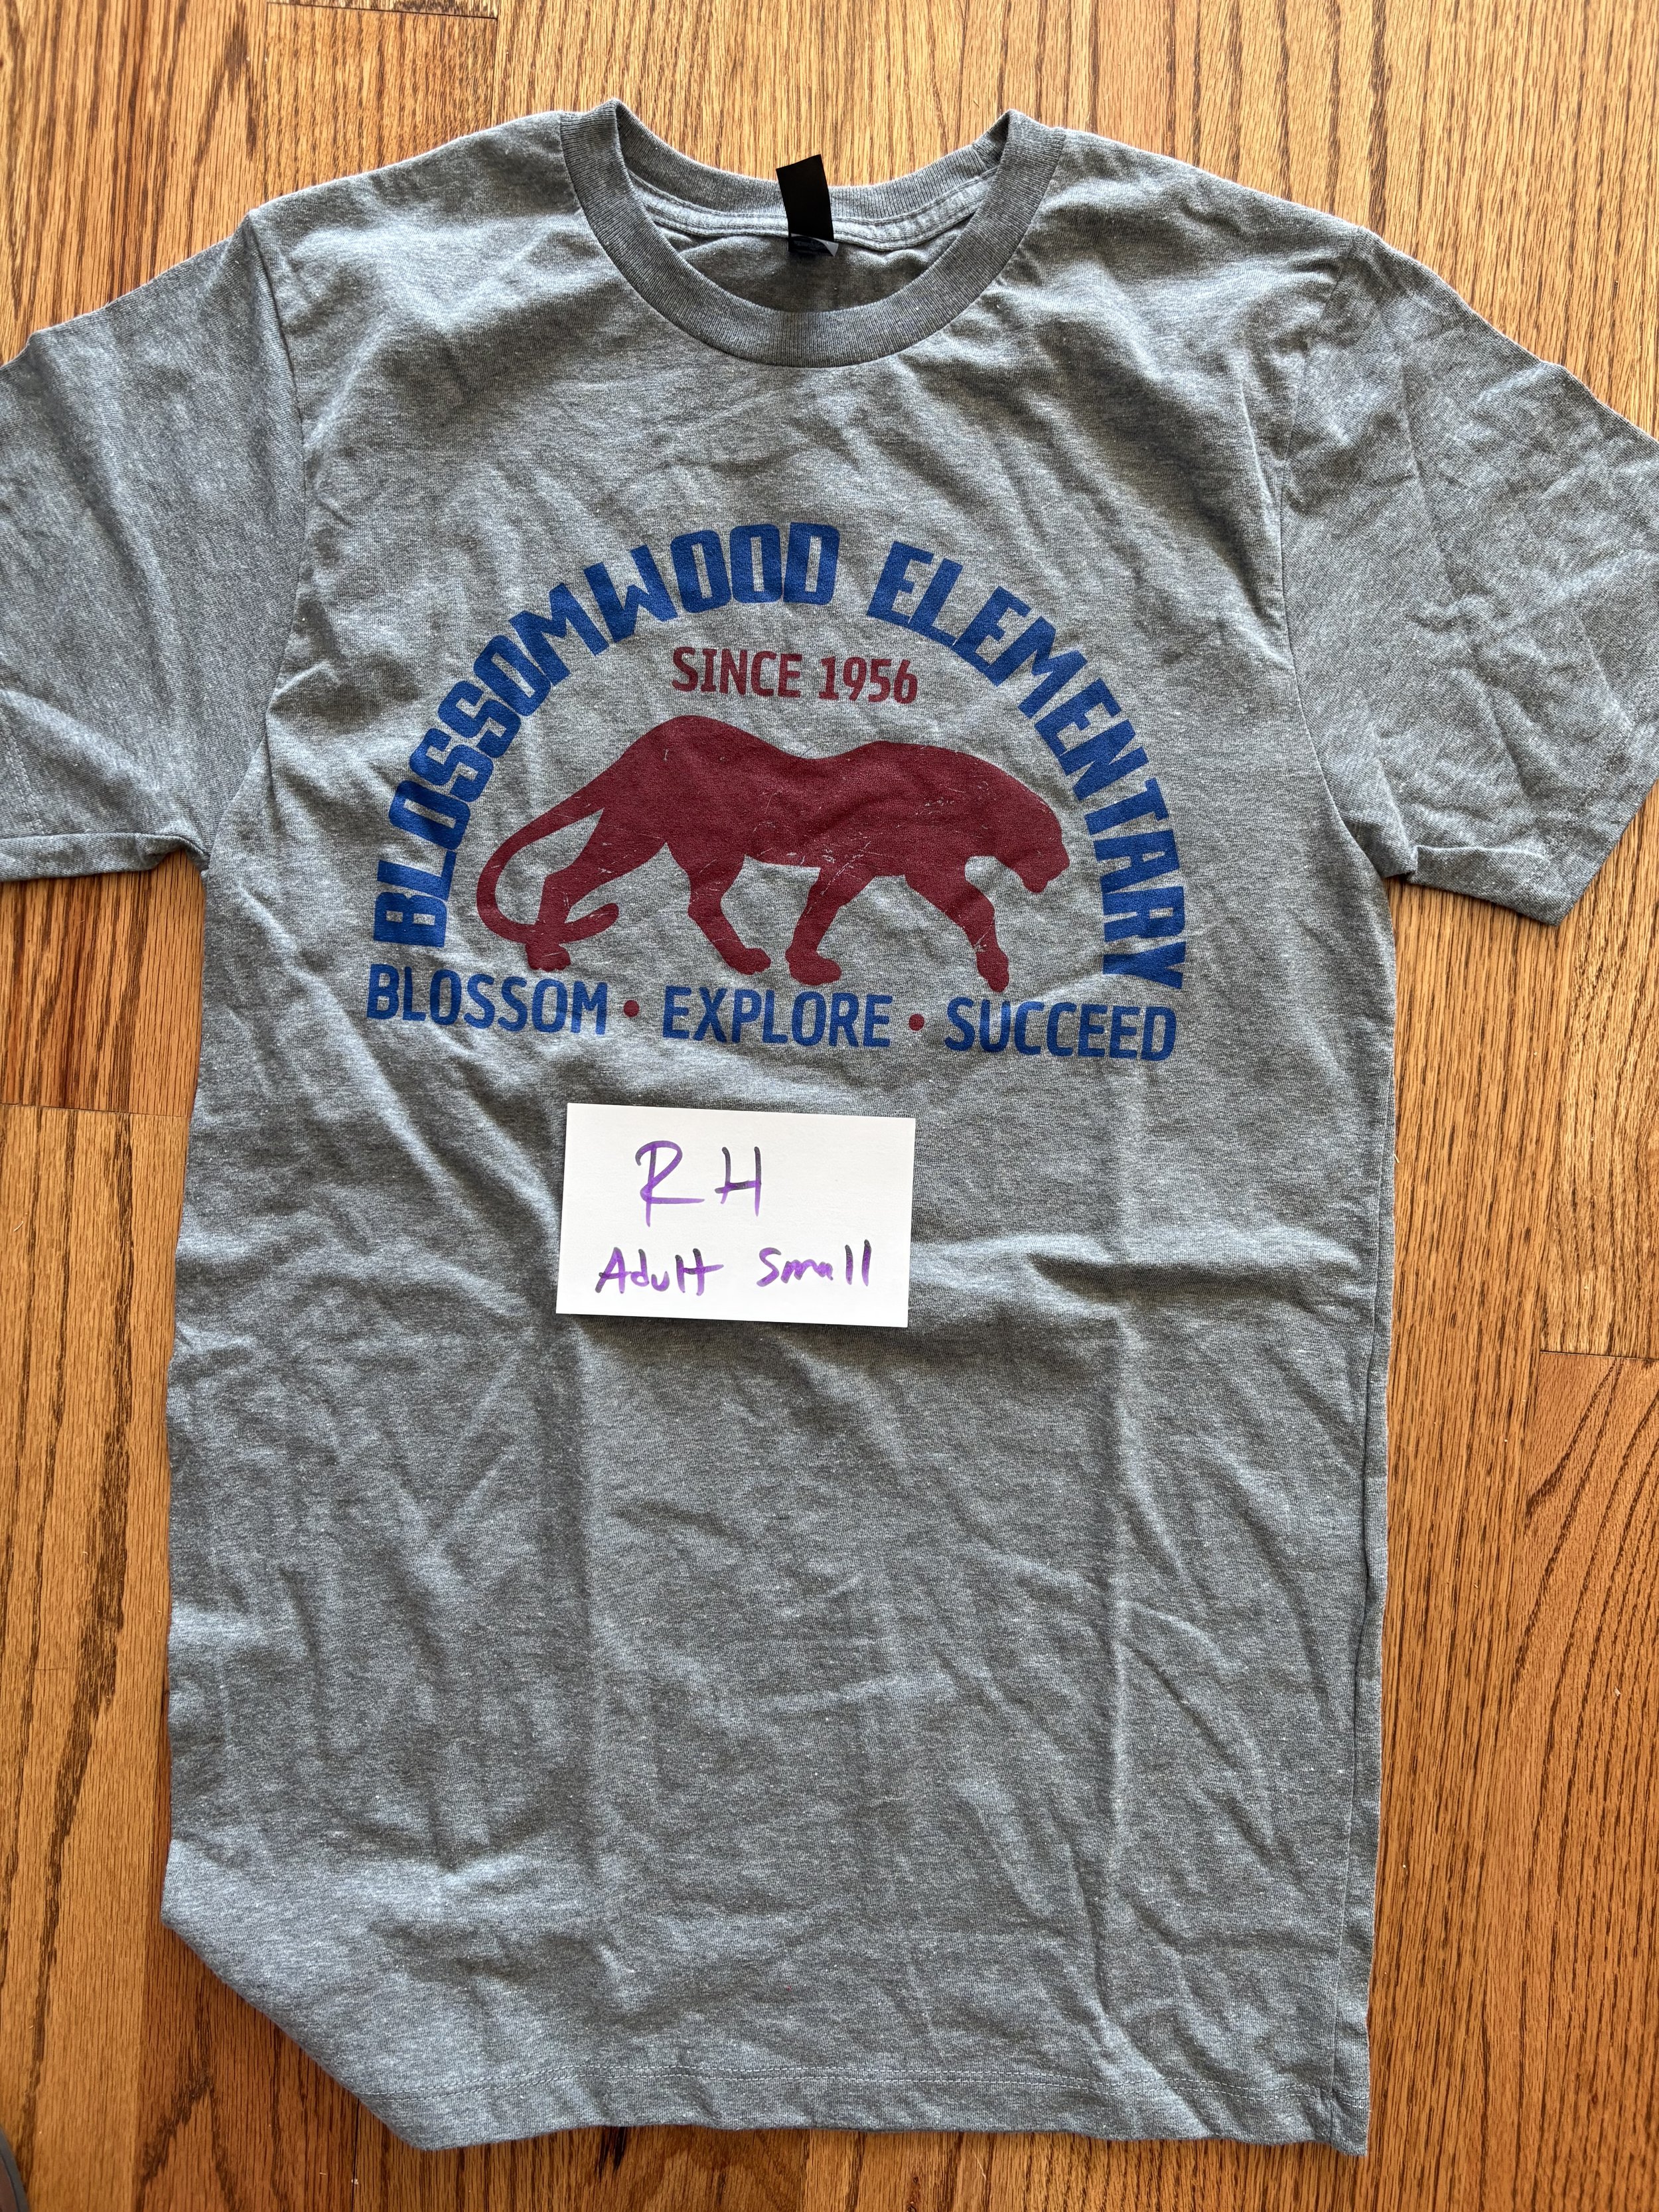 BLOSSOMWOOD ELEMENTARY
SINCE 1956
BLOSSOM • EXPLORE • SUCCEED
RH
Adult Small